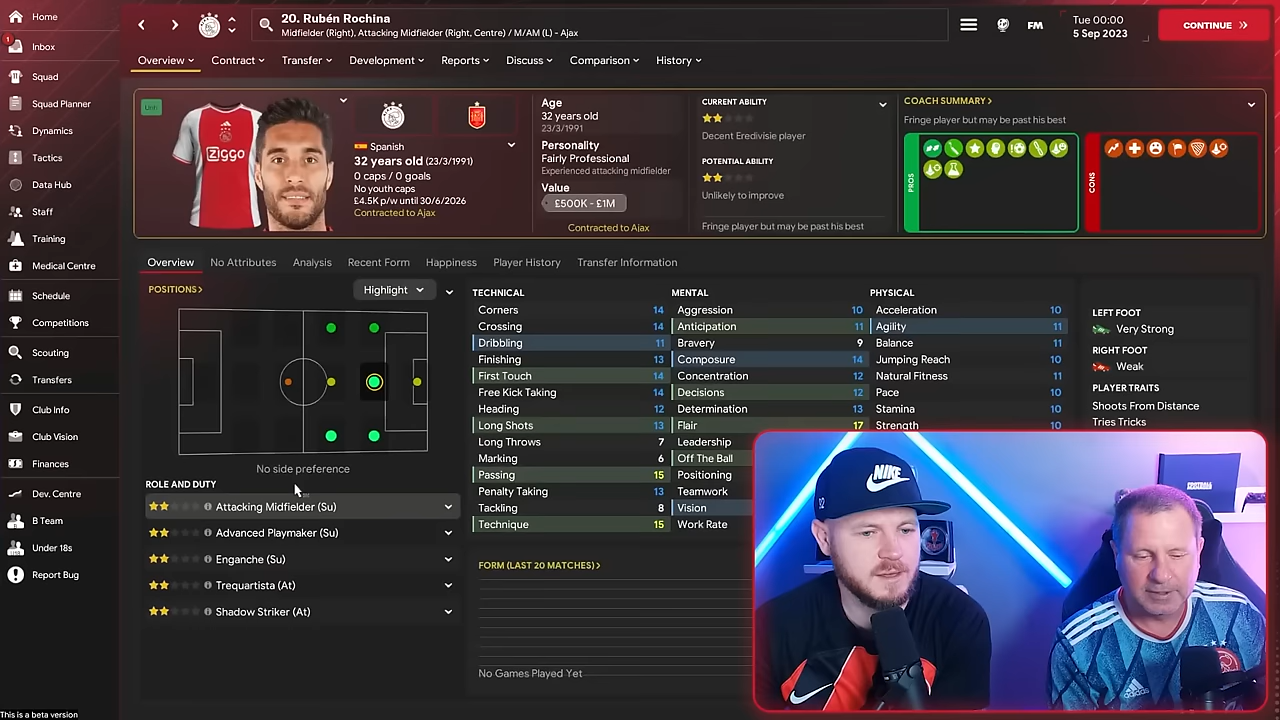 Home
Inbox
1
Squad
Squad Planner
Dynamics
Tactics
Data Hub
Staff
Training
Medical Centre
Schedule
Competitions
Scouting
Transfers
Club Info
Club Vision
Finances
Dev. Centre
B Team
Under 18s
Report Bug
This is a beta version
20. Rubén Rochina
Midfielder (Right), Attacking Midfielder (Right, Centre) / M/AM (L) - Ajax
FM
Tue 00:00
5 Sep 2023
CONTINUE
Overview
Contract
Transfer
Development
Reports
Discuss
Comparison
History
Unh
Ziggo
Spanish
32 years old (23/3/1991)
0 caps / 0 goals
No youth caps
£4.5K p/w until 30/6/2026
Contracted to Ajax
Age
32 years old
23/3/1991
Personality
Fairly Professional
Experienced attacking midfielder
Value
£500K - £1M
Contracted to Ajax
CURRENT ABILITY
Decent Eredivisie player
POTENTIAL ABILITY
Unlikely to improve
Fringe player but may be past his best
COACH SUMMARY >
Fringe player but may be past his best
PROS
CONS
Overview
No Attributes
Analysis
Recent Form
Happiness
Player History
Transfer Information
POSITIONS >
Highlight
No side preference
ROLE AND DUTY
Attacking Midfielder (Su)
Advanced Playmaker (Su)
Enganche (Su)
Trequartista (At)
Shadow Striker (At)
TECHNICAL
Corners 14
Crossing 14
Dribbling 11
Finishing 13
First Touch 14
Free Kick Taking 14
Heading 12
Long Shots 13
Long Throws 7
Marking 6
Passing 15
Penalty Taking 13
Tackling 8
Technique 15
MENTAL
Aggression 10
Anticipation 11
Bravery 9
Composure 14
Concentration 12
Decisions 12
Determination 13
Flair 17
Leadership
Off The Ball
Positioning
Teamwork
Vision
Work Rate
PHYSICAL
Acceleration 10
Agility 11
Balance 11
Jumping Reach 10
Natural Fitness 11
Pace 10
Stamina 10
Strength 10
LEFT FOOT
Very Strong
RIGHT FOOT
Weak
PLAYER TRAITS
Shoots From Distance
Tries Tricks
FORM (LAST 20 MATCHES) >
No Games Played Yet
NIKE